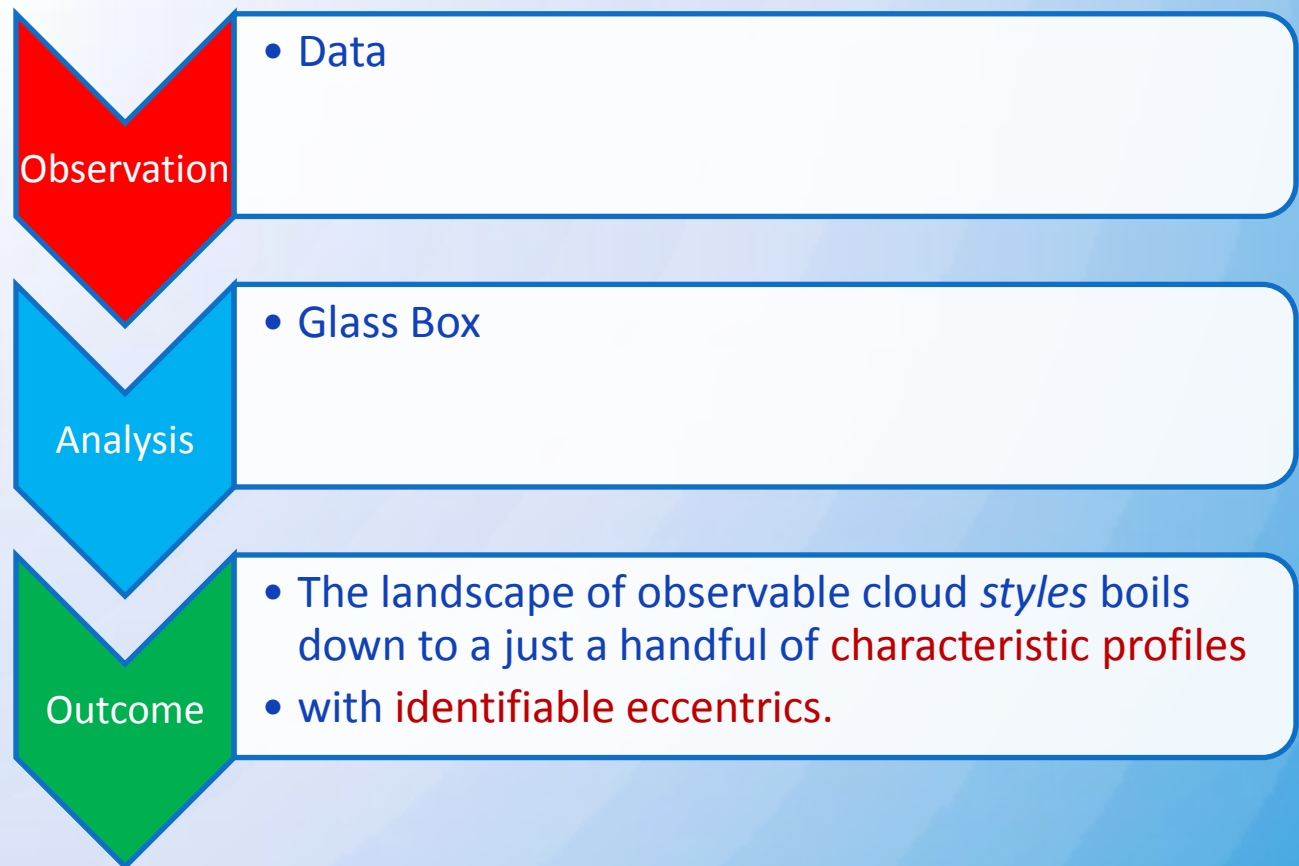 Observation
• Data
Analysis
• Glass Box
Outcome
• The landscape of observable cloud styles boils
down to a just a handful of characteristic profiles
• with identifiable eccentrics.